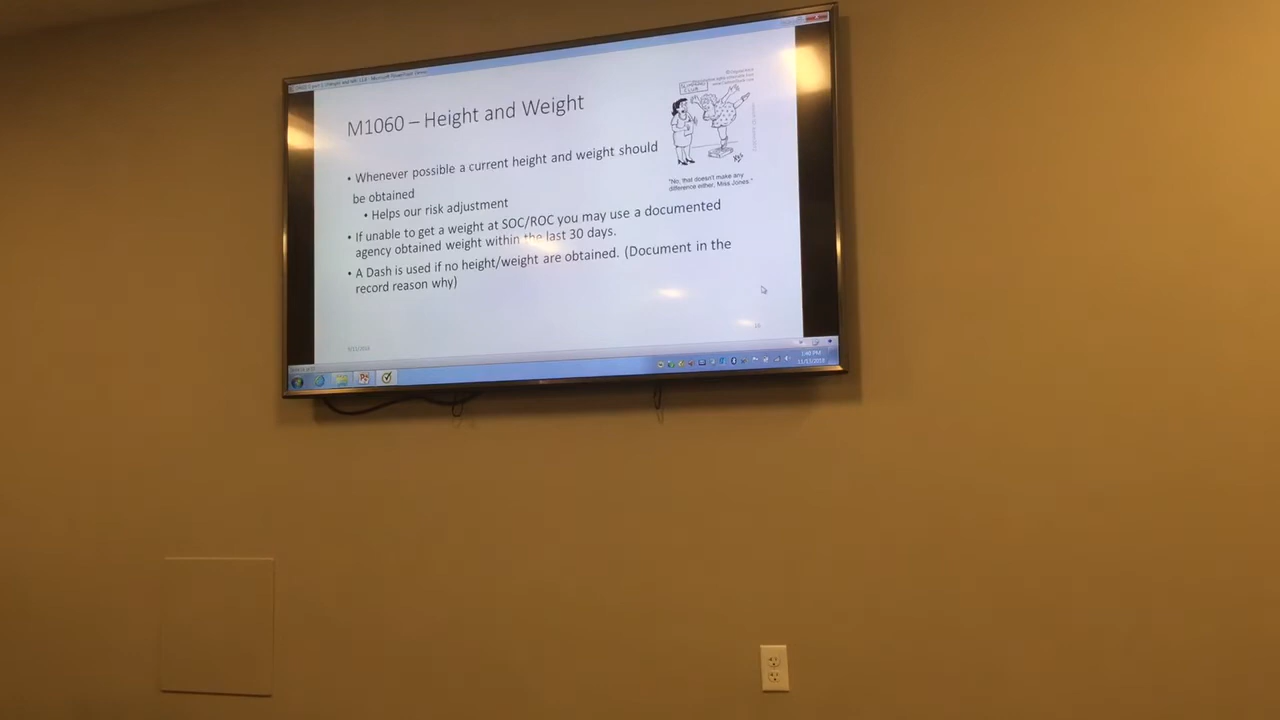 M1060 – Height and Weight
• Whenever possible a current height and weight should
be obtained
• Helps our risk adjustment
• If unable to get a weight at SOC/ROC you may use a documented
agency obtained weight within the last 30 days.
• A Dash is used if no height/weight are obtained. (Document in the
record reason why)
"No, that doesn't make any
difference either, Miss Jones."
1:48 PM